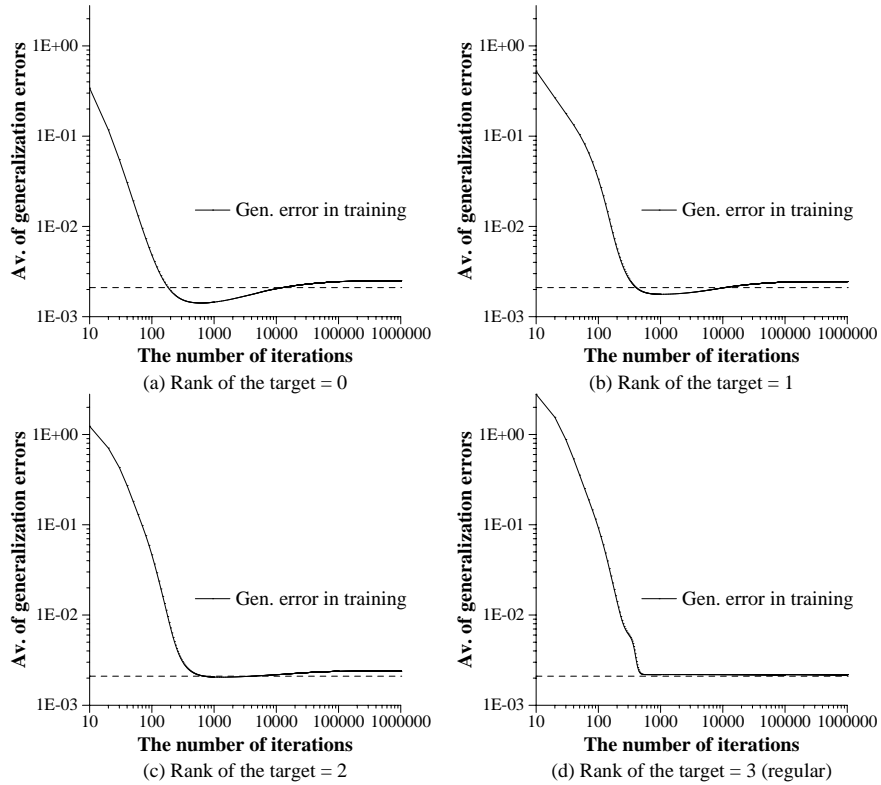 Av. of generalization errors
1E+00
1E-01
1E-02
1E-03
Gen. error in training
10 100 1000 10000 100000 1000000
The number of iterations
(a) Rank of the target = 0
Av. of generalization errors
1E+00
1E-01
1E-02
1E-03
Gen. error in training
10 100 1000 10000 100000 1000000
The number of iterations
(b) Rank of the target = 1
Av. of generalization errors
1E+00
1E-01
1E-02
1E-03
Gen. error in training
10 100 1000 10000 100000 1000000
The number of iterations
(c) Rank of the target = 2
Av. of generalization errors
1E+00
1E-01
1E-02
1E-03
Gen. error in training
10 100 1000 10000 100000 1000000
The number of iterations
(d) Rank of the target = 3 (regular)